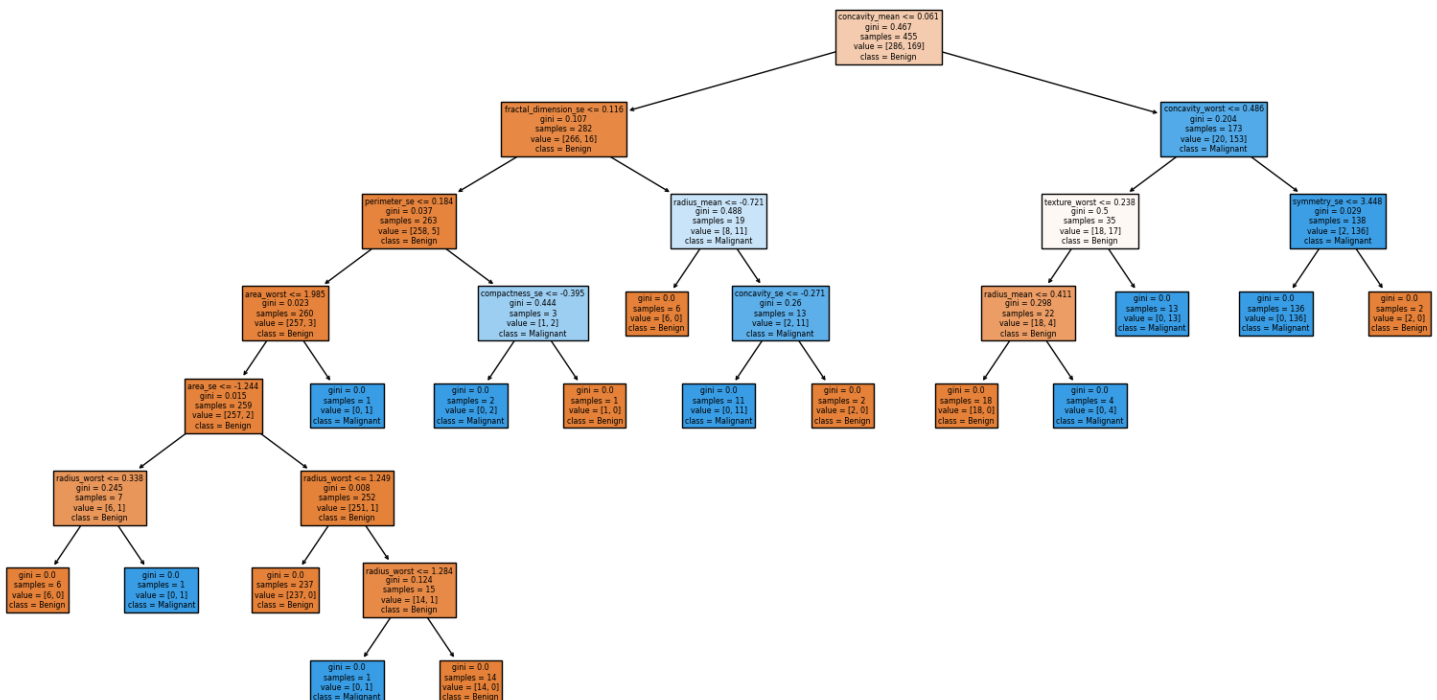 concavity_mean <= 0.061
gini = 0.467
samples = 455
value = [286, 169]
class = Benign
fractal_dimension_se <= 0.116
gini = 0.107
samples = 282
value = [266, 16]
class = Benign
concavity_worst <= 0.486
gini = 0.204
samples = 173
value = [20, 153]
class = Malignant
perimeter_se <= 0.184
gini = 0.037
samples = 263
value = [258, 5]
class = Benign
radius_mean <= -0.721
gini = 0.488
samples = 19
value = [8, 11]
class = Malignant
texture_worst <= 0.238
gini = 0.5
samples = 35
value = [18, 17]
class = Benign
symmetry_se <= 3.448
gini = 0.029
samples = 138
value = [2, 136]
class = Malignant
area_worst <= 1.985
gini = 0.023
samples = 260
value = [257, 3]
class = Benign
compactness_se <= -0.395
gini = 0.444
samples = 3
value = [1, 2]
class = Malignant
gini = 0.0
samples = 6
value = [6, 0]
class = Benign
concavity_se <= -0.271
gini = 0.26
samples = 13
value = [2, 11]
class = Malignant
radius_mean <= 0.411
gini = 0.298
samples = 22
value = [18, 4]
class = Benign
gini = 0.0
samples = 13
value = [0, 13]
class = Malignant
gini = 0.0
samples = 136
value = [0, 136]
class = Malignant
gini = 0.0
samples = 2
value = [2, 0]
class = Benign
area_se <= -1.244
gini = 0.015
samples = 259
value = [257, 2]
class = Benign
gini = 0.0
samples = 1
value = [0, 1]
class = Malignant
gini = 0.0
samples = 2
value = [0, 2]
class = Malignant
gini = 0.0
samples = 1
value = [1, 0]
class = Benign
gini = 0.0
samples = 11
value = [0, 11]
class = Malignant
gini = 0.0
samples = 2
value = [2, 0]
class = Benign
gini = 0.0
samples = 18
value = [18, 0]
class = Benign
gini = 0.0
samples = 4
value = [0, 4]
class = Malignant
radius_worst <= 0.338
gini = 0.245
samples = 7
value = [6, 1]
class = Benign
radius_worst <= 1.249
gini = 0.008
samples = 252
value = [251, 1]
class = Benign
gini = 0.0
samples = 6
value = [6, 0]
class = Benign
gini = 0.0
samples = 1
value = [0, 1]
class = Malignant
gini = 0.0
samples = 237
value = [237, 0]
class = Benign
radius_worst <= 1.284
gini = 0.124
samples = 15
value = [14, 1]
class = Benign
gini = 0.0
samples = 1
value = [0, 1]
class = Malignant
gini = 0.0
samples = 14
value = [14, 0]
class = Benign